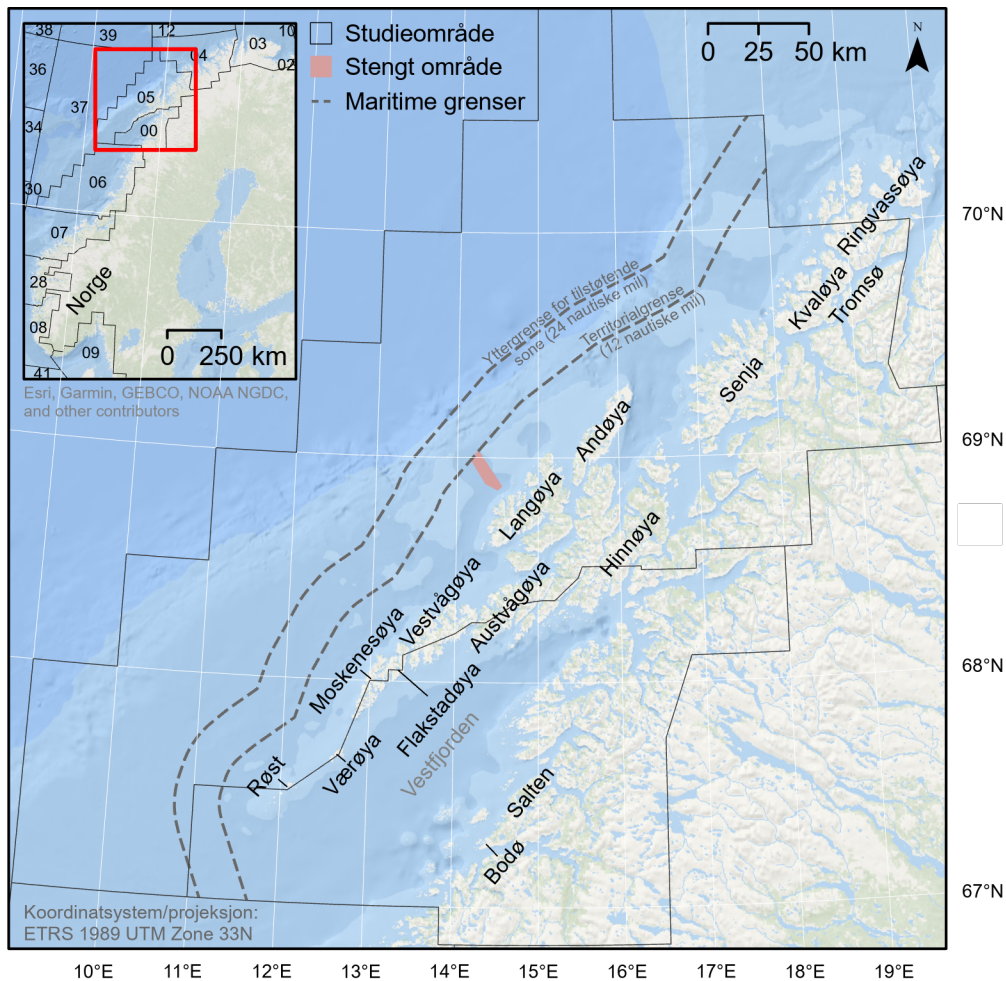 38
39
12
10
04
03
02
36
37
05
00
34
30
06
07
28
Norge
08
09
41
0 250 km
Esri, Garmin, GEBCO, NOAA NGDC,
and other contributors
Studieområde
Stengt område
Maritime grenser
0 25 50 km
N
Yttergrense for tilstøtende
sone (24 nautiske mil)
Territorialgrense
(12 nautiske mil)
Ringvassøya
Kvaløya
Tromsø
Senja
Andøya
Langøya
Hinnøya
Vestvågøya
Austvågøya
Moskenesøya
Flakstadøya
Vestfjorden
Røst
Værøya
Salten
Bodø
70°N
69°N
68°N
67°N
Koordinatsystem/projeksjon:
ETRS 1989 UTM Zone 33N
10°E 11°E 12°E 13°E 14°E 15°E 16°E 17°E 18°E 19°E